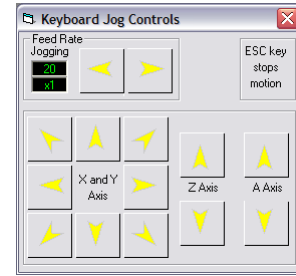 Keyboard Jog Controls
Feed Rate
Jogging
20
x1
ESC key
stops
motion
X and Y
Axis
Z Axis
A Axis